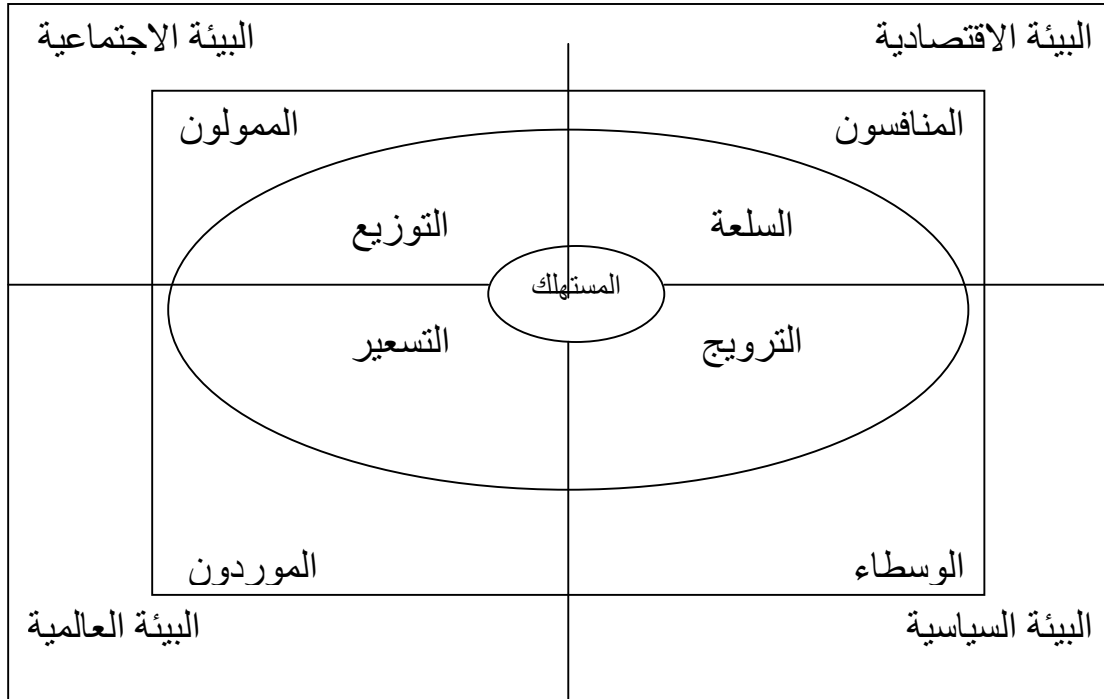 البيئة الاقتصادية
البيئة الاجتماعية
المنافسون
الممولون
السلعة
التوزيع
المستهلك
الترويج
التسعير
الوسطاء
الموردون
البيئة السياسية
البيئة العالمية